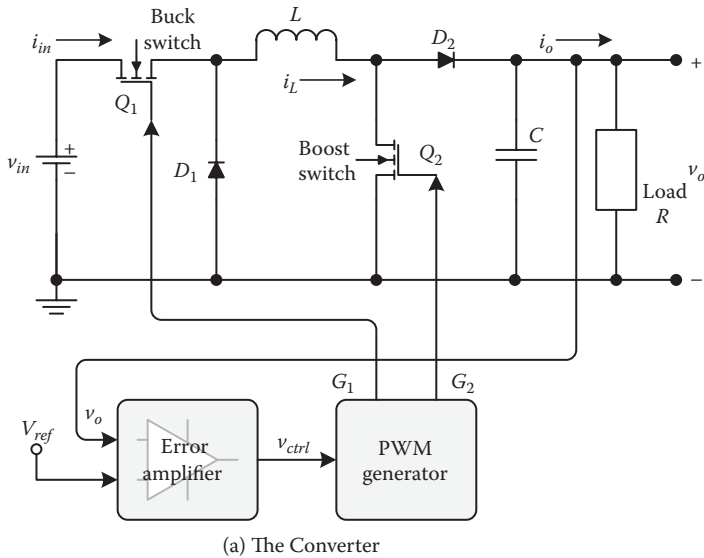 Buck
switch
i_in
Q_1
L
i_L
D_2
i_o
+
v_in
+
−
D_1
Boost
switch
Q_2
C
Load
R
v_o
−
G_1
G_2
v_o
V_ref
Error
amplifier
v_ctrl
PWM
generator
(a) The Converter